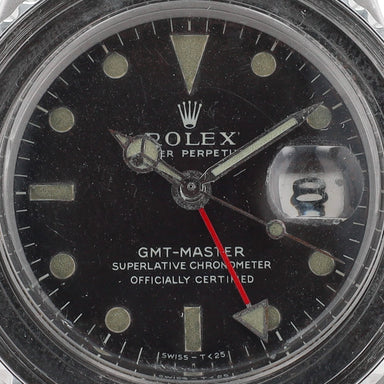 ROLEX
GMT-MASTER
SUPERLATIVE CHRONOMETER
OFFICIALLY CERTIFIED
8
SWISS-T<25